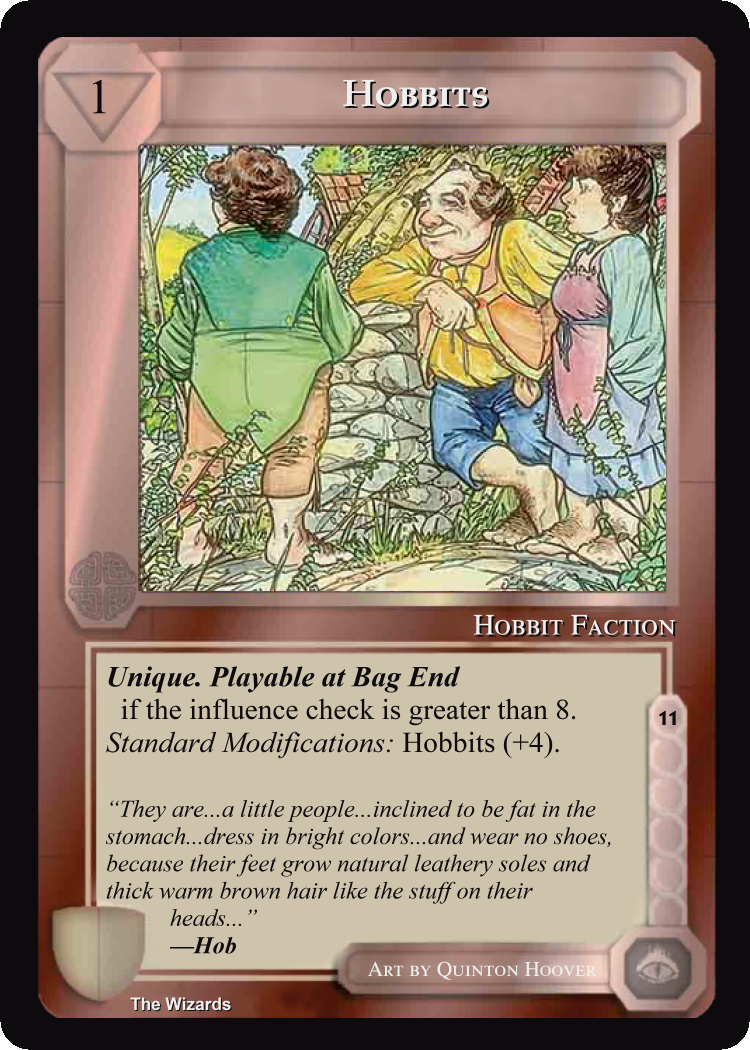 1
Hobbits
Hobbit Faction
Unique. Playable at Bag End
if the influence check is greater than 8.
Standard Modifications: Hobbits (+4).
11
“They are...a little people...inclined to be fat in the
stomach...dress in bright colors...and wear no shoes,
because their feet grow natural leathery soles and
thick warm brown hair like the stuff on their
heads...”
—Hob
Art by Quinton Hoover
The Wizards